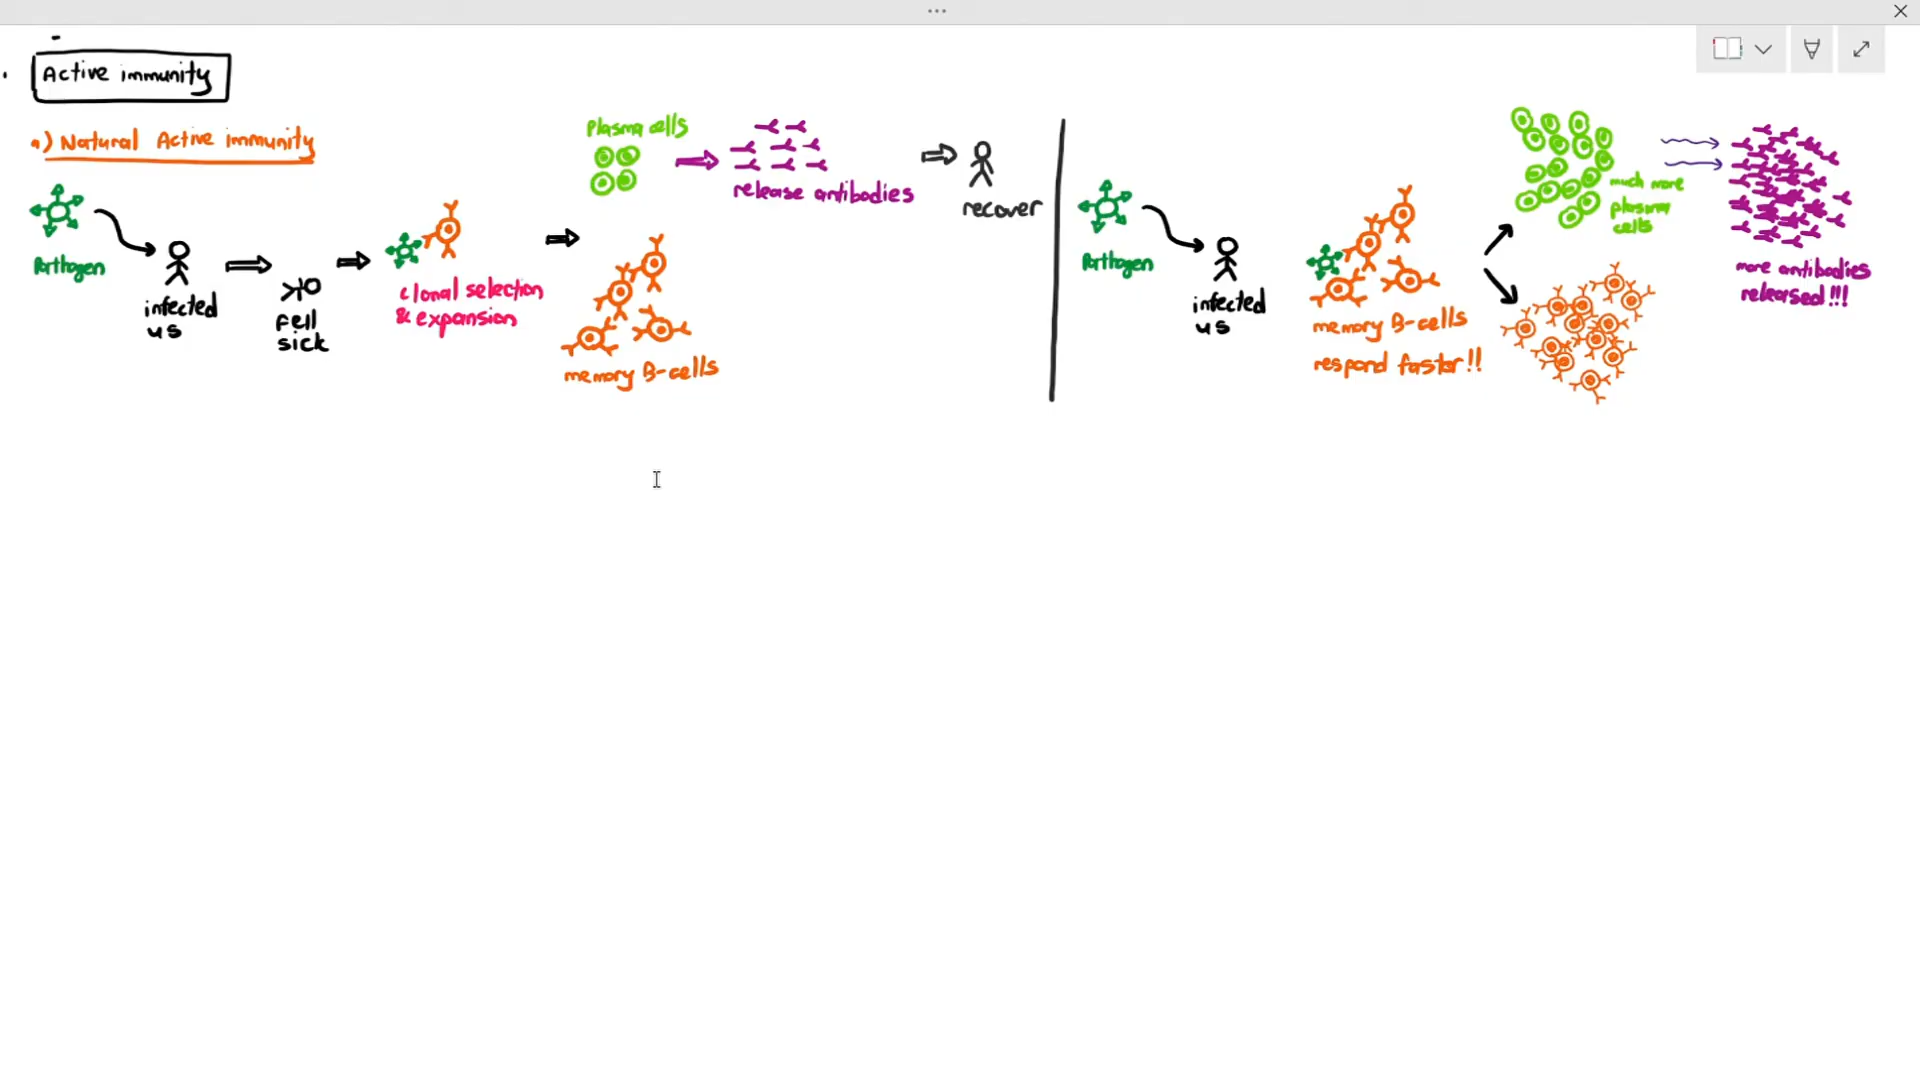 Active immunity
a) Natural Active immunity
Pathogen
infected
us
fell
sick
clonal selection
& expansion
Plasma cells
release antibodies
memory B-cells
recover
Pathogen
infected
us
memory B-cells
respond faster!!
much more
plasma
cells
more antibodies
released!!!